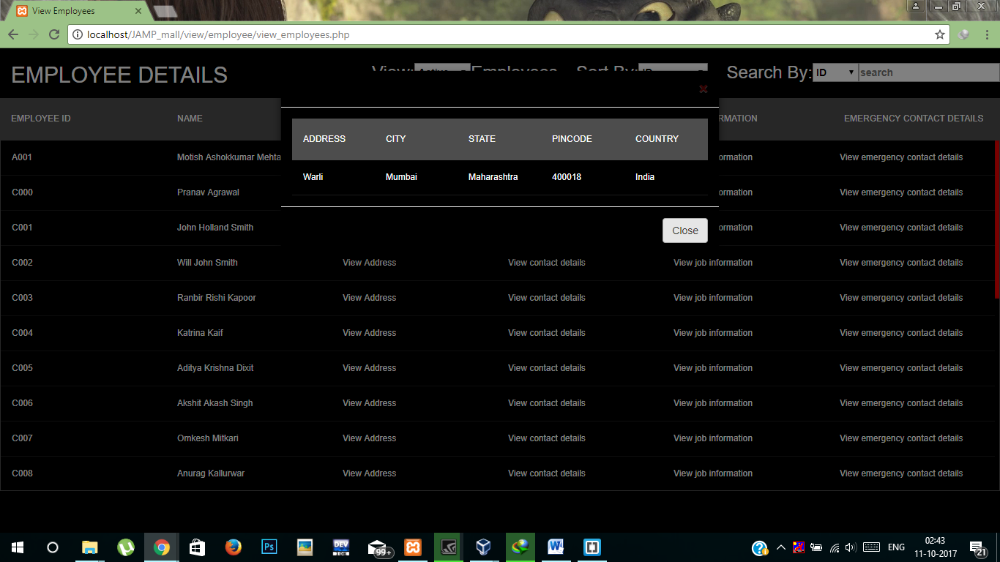 View Employees
localhost/JAMP_mall/view/employee/view_employees.php
EMPLOYEE DETAILS View: Active Employees Sort By: ID Search By: ID search
EMPLOYEE ID NAME RMATION EMERGENCY CONTACT DETAILS
ADDRESS CITY STATE PINCODE COUNTRY
A001 Motish Ashokkumar Mehta ormation View emergency contact details
Warli Mumbai Maharashtra 400018 India
C000 Pranav Agrawal ormation View emergency contact details
C001 John Holland Smith ormation View emergency contact details
Close
C002 Will John Smith View Address View contact details View job information View emergency contact details
C003 Ranbir Rishi Kapoor View Address View contact details View job information View emergency contact details
C004 Katrina Kaif View Address View contact details View job information View emergency contact details
C005 Aditya Krishna Dixit View Address View contact details View job information View emergency contact details
C006 Akshit Akash Singh View Address View contact details View job information View emergency contact details
C007 Omkesh Mitkari View Address View contact details View job information View emergency contact details
C008 Anurag Kallurwar View Address View contact details View job information View emergency contact details
Ps DEV 99+ ENG 02:43
11-10-2017 21